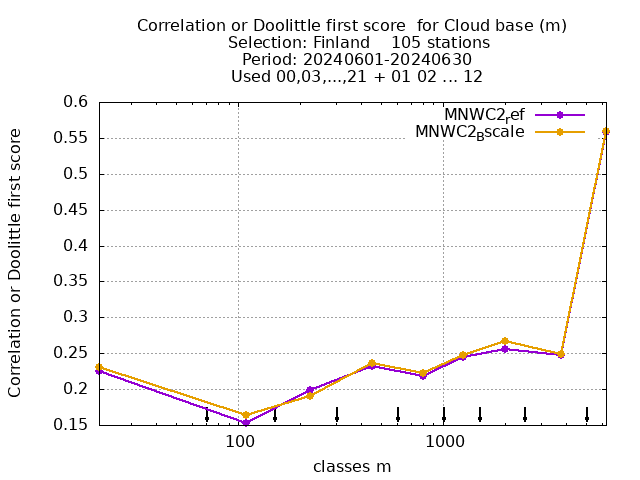 Correlation or Doolittle first score  for Cloud base (m)
Selection: Finland    105 stations
Period: 20240601-20240630
Used 00,03,...,21 + 01 02 ... 12
Correlation or Doolittle first score
0.6
0.55
0.5
0.45
0.4
0.35
0.3
0.25
0.2
0.15
MNWC2ref
MNWC2Bscale
100
1000
classes m